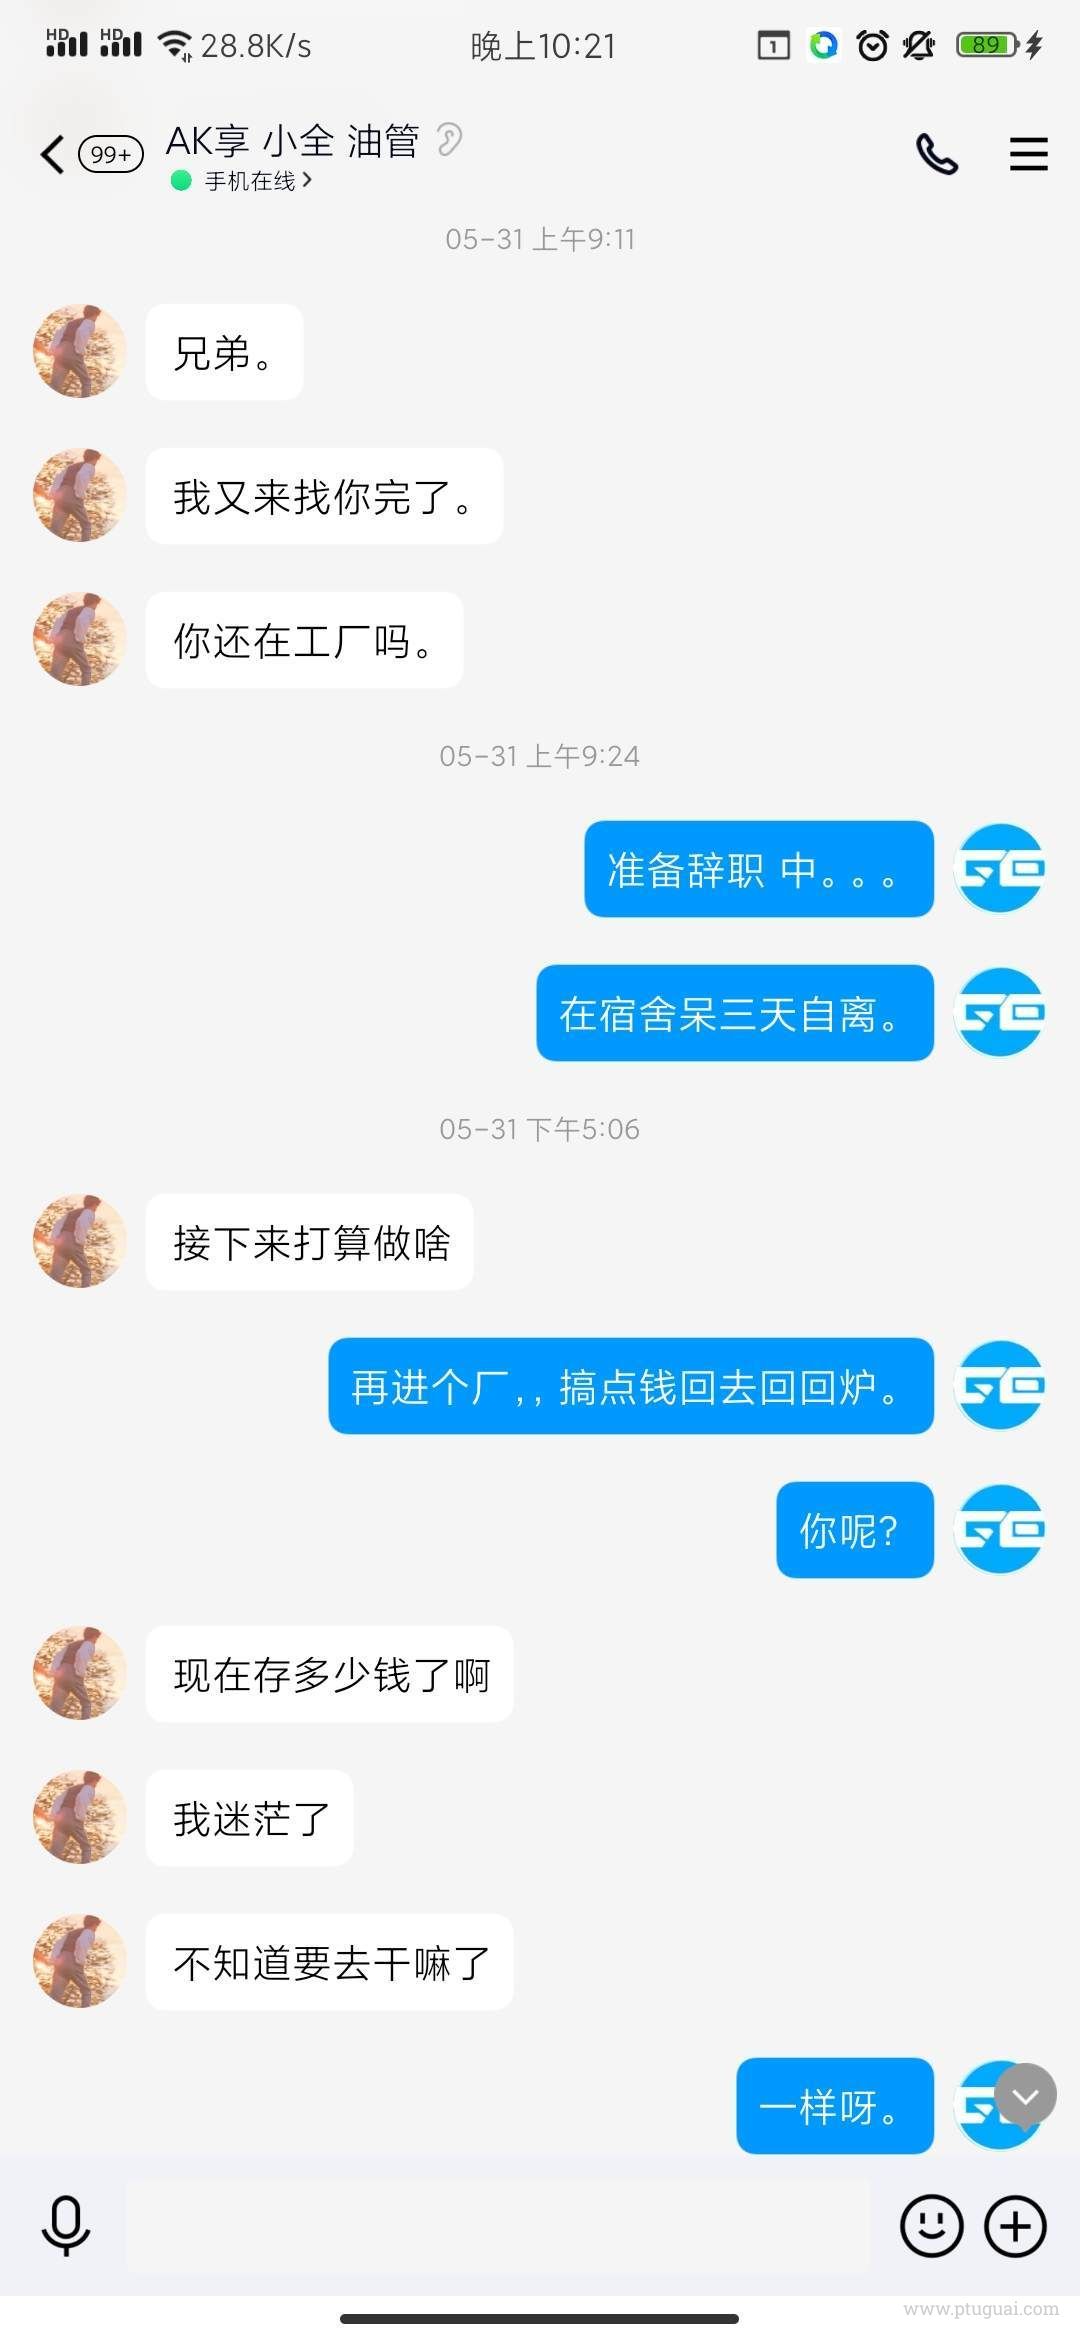 HD HD 28.8K/s 晚上10:21 1 89
99+ AK享 小全 油管
手机在线
05-31 上午9:11
兄弟。
我又来找你完了。
你还在工厂吗。
05-31 上午9:24
准备辞职 中。。。
在宿舍呆三天自离。
05-31 下午5:06
接下来打算做啥
再进个厂,, 搞点钱回去回回炉。
你呢?
现在存多少钱了啊
我迷茫了
不知道要去干嘛了
一样呀。
www.ptuguai.com